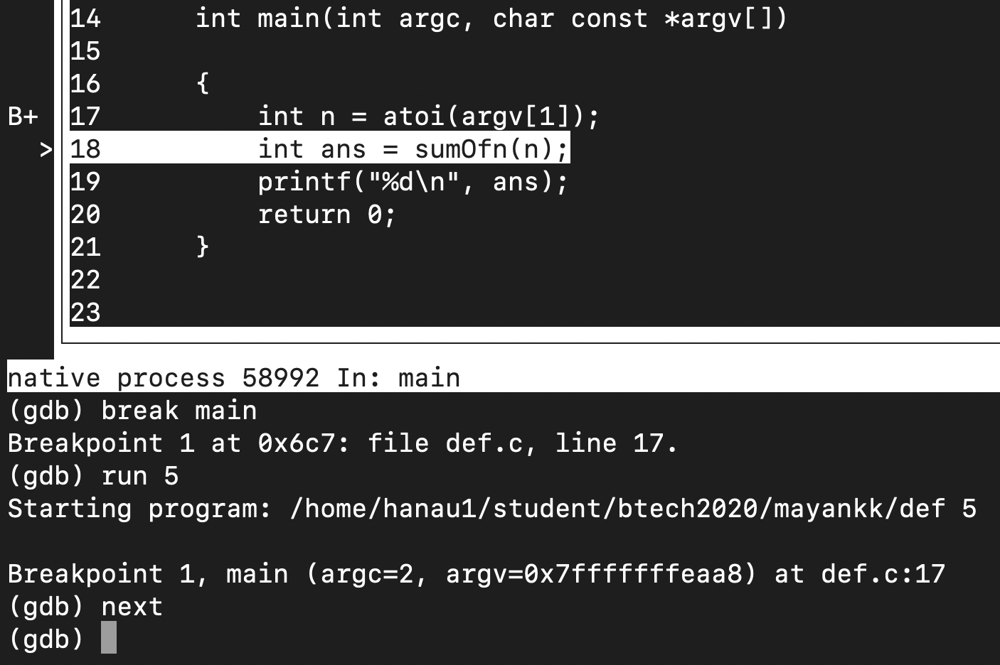 14      int main(int argc, char const *argv[])
15
16      {
B+ 17          int n = atoi(argv[1]);
> 18          int ans = sumOfn(n);
19          printf("%d\n", ans);
20          return 0;
21      }
22
23
native process 58992 In: main
(gdb) break main
Breakpoint 1 at 0x6c7: file def.c, line 17.
(gdb) run 5
Starting program: /home/hanau1/student/btech2020/mayankk/def 5
Breakpoint 1, main (argc=2, argv=0x7fffffffeaa8) at def.c:17
(gdb) next
(gdb)